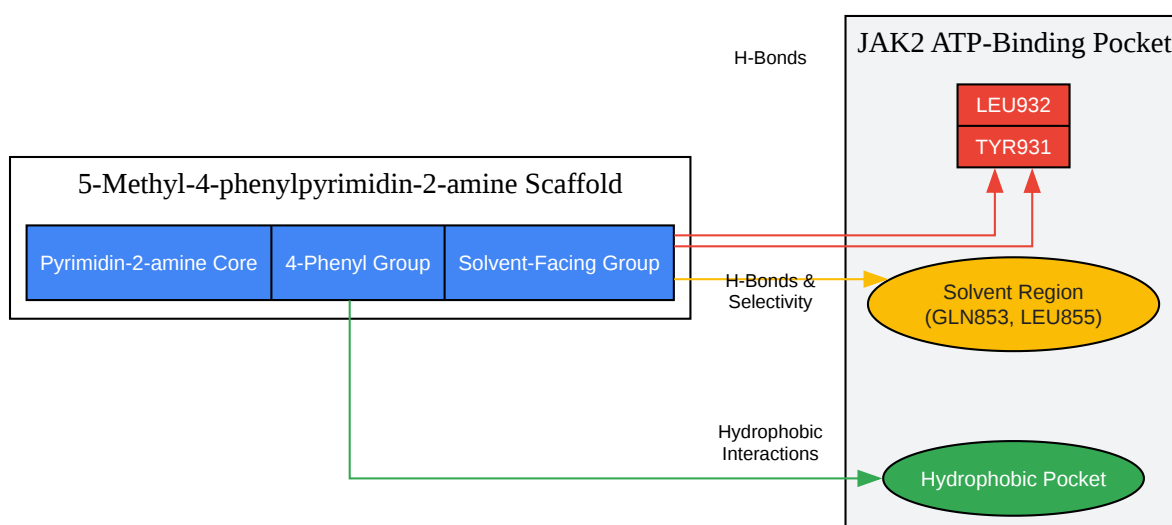 H-Bonds
JAK2 ATP-Binding Pocket
LEU932
TYR931
5-Methyl-4-phenylpyrimidin-2-amine Scaffold
Pyrimidin-2-amine Core
4-Phenyl Group
Solvent-Facing Group
H-Bonds &
Selectivity
Solvent Region
(GLN853, LEU855)
Hydrophobic
Interactions
Hydrophobic Pocket